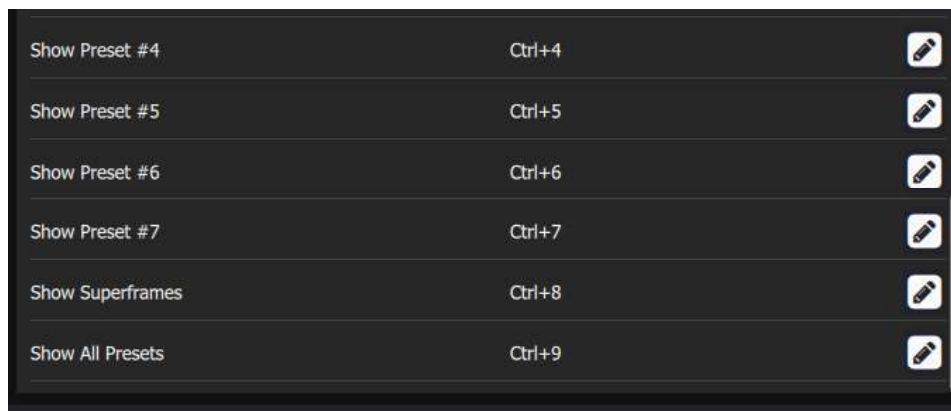 Show Preset #4 Ctrl+4
Show Preset #5 Ctrl+5
Show Preset #6 Ctrl+6
Show Preset #7 Ctrl+7
Show Superframes Ctrl+8
Show All Presets Ctrl+9